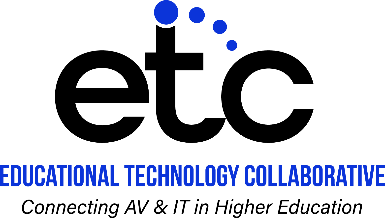 etc
EDUCATIONAL TECHNOLOGY COLLABORATIVE
Connecting AV & IT in Higher Education